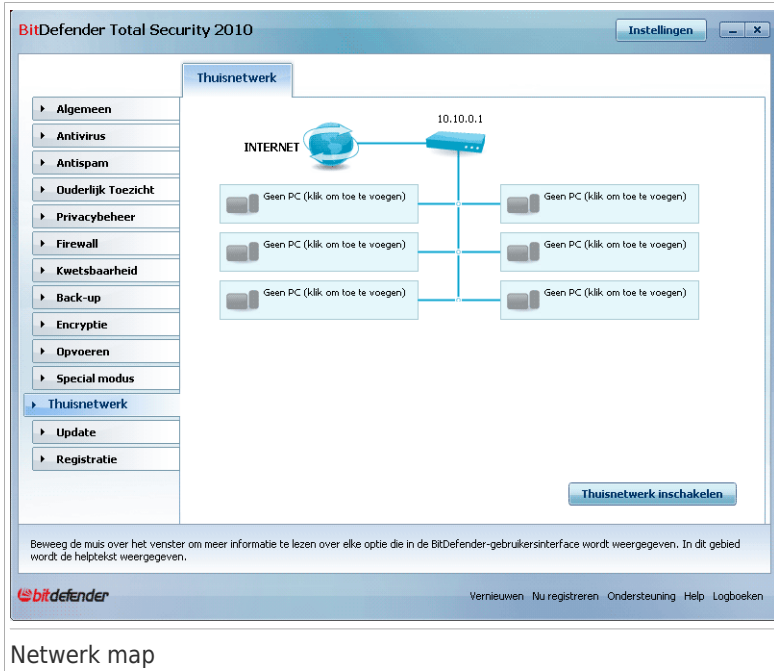 BitDefender Total Security 2010
Instellingen
Thuisnetwerk
Algemeen
Antivirus
Antispam
Ouderlijk Toezicht
Privacybeheer
Firewall
Kwetsbaarheid
Back-up
Encryptie
Opvoeren
Special modus
Thuisnetwerk
Update
Registratie
10.10.0.1
INTERNET
Geen PC (klik om toe te voegen)
Geen PC (klik om toe te voegen)
Geen PC (klik om toe te voegen)
Geen PC (klik om toe te voegen)
Geen PC (klik om toe te voegen)
Geen PC (klik om toe te voegen)
Thuisnetwerk inschakelen
Beweeg de muis over het venster om meer informatie te lezen over elke optie die in de BitDefender-gebruikersinterface wordt weergegeven. In dit gebied
wordt de helptekst weergegeven.
bitdefender
Vernieuwen Nu registreren Ondersteuning Help Logboeken
Netwerk map